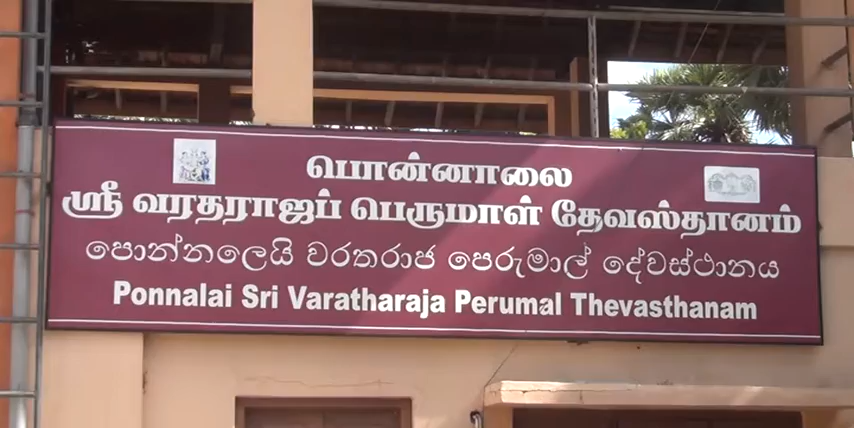 பொன்னாலை
ஸ்ரீ வரதராஜப் பெருமாள் தேவஸ்தானம்
පොන්නලෙයි වරතරාජ පෙරුමාල් දේවස්ථානය
Ponnalai Sri Varatharaja Perumal Thevasthanam